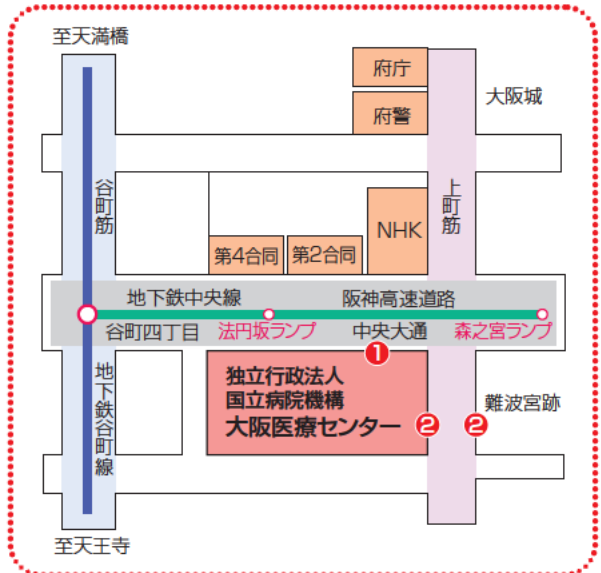 至天満橋
府庁
大阪城
府警
谷町筋
上町筋
NHK
第4合同
第2合同
地下鉄中央線
阪神高速道路
谷町四丁目
法円坂ランプ
中央大通
森之宮ランプ
1
独立行政法人
国立病院機構
大阪医療センター
2
2
難波宮跡
地下鉄谷町線
至天王寺